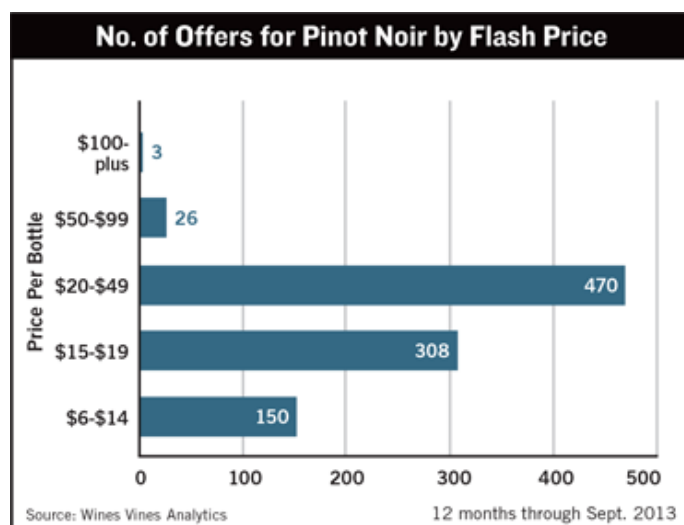 No. of Offers for Pinot Noir by Flash Price
Price Per Bottle
$100-
plus
3
$50-$99
26
$20-$49
470
$15-$19
308
$6-$14
150
0 100 200 300 400 500
Source: Wines Vines Analytics
12 months through Sept. 2013